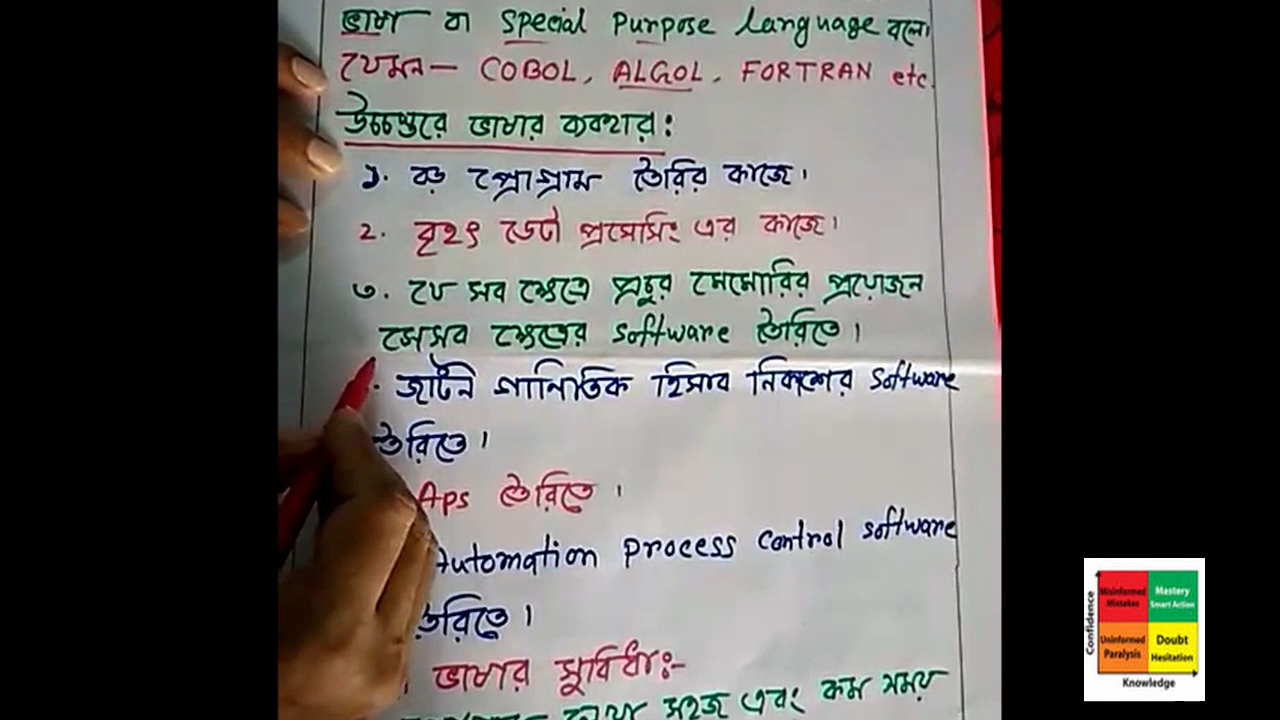 ভাষা বা Special Purpose Language বলে।
যেমন— COBOL, ALGOL, FORTRAN etc.
উচ্চস্তরে ভাষার ব্যবহার:
১. বড় প্রোগ্রাম তৈরির কাজে।
২. বৃহৎ ডেটা প্রসেসিং এর কাজে।
৩. যে সব ক্ষেত্রে প্রচুর মেমোরির প্রয়োজন
সেসব ক্ষেত্রের Software তৈরিতে।
জটিল গাণিতিক হিসাব নিকাশের Software
তৈরিতে।
Aps তৈরিতে।
Automation Process Control Software
তৈরিতে।
ভাষার সুবিধা:-
সহজ এবং কম সময়
Confidence
Misinformed
Mistakes
Mastery
Smart Action
Uninformed
Paralysis
Doubt
Hesitation
Knowledge